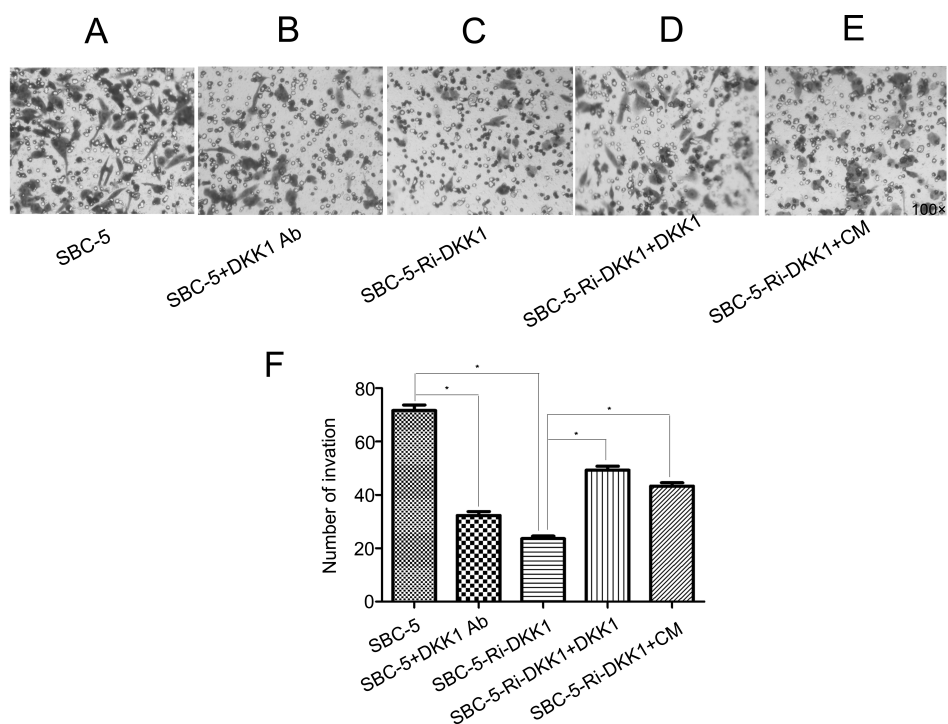 A
B
C
D
E
100×
SBC-5
SBC-5+DKK1 Ab
SBC-5-Ri-DKK1
SBC-5-Ri-DKK1+DKK1
SBC-5-Ri-DKK1+CM
F
*
*
*
*
Number of invation
80
60
40
20
0
SBC-5
SBC-5+DKK1 Ab
SBC-5-Ri-DKK1
SBC-5-Ri-DKK1+DKK1
SBC-5-Ri-DKK1+CM